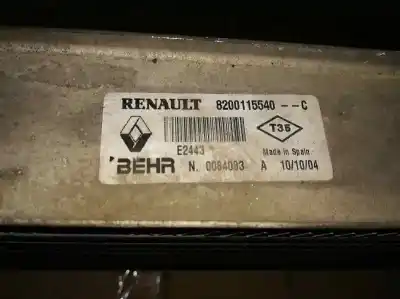 RENAULT 8200115540 -- C
T35
E2443
Made in Spain
BEHR N. 0084093 A 10/10/04